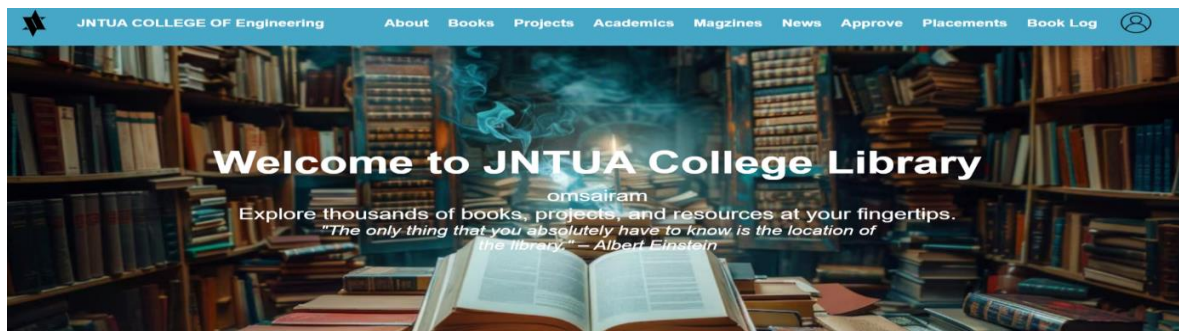 JNTUA COLLEGE OF Engineering About Books Projects Academics Magzines News Approve Placements Book Log
Welcome to JNTUA College Library
omsairam
Explore thousands of books, projects, and resources at your fingertips.
"The only thing that you absolutely have to know is the location of
the library." – Albert Einstein